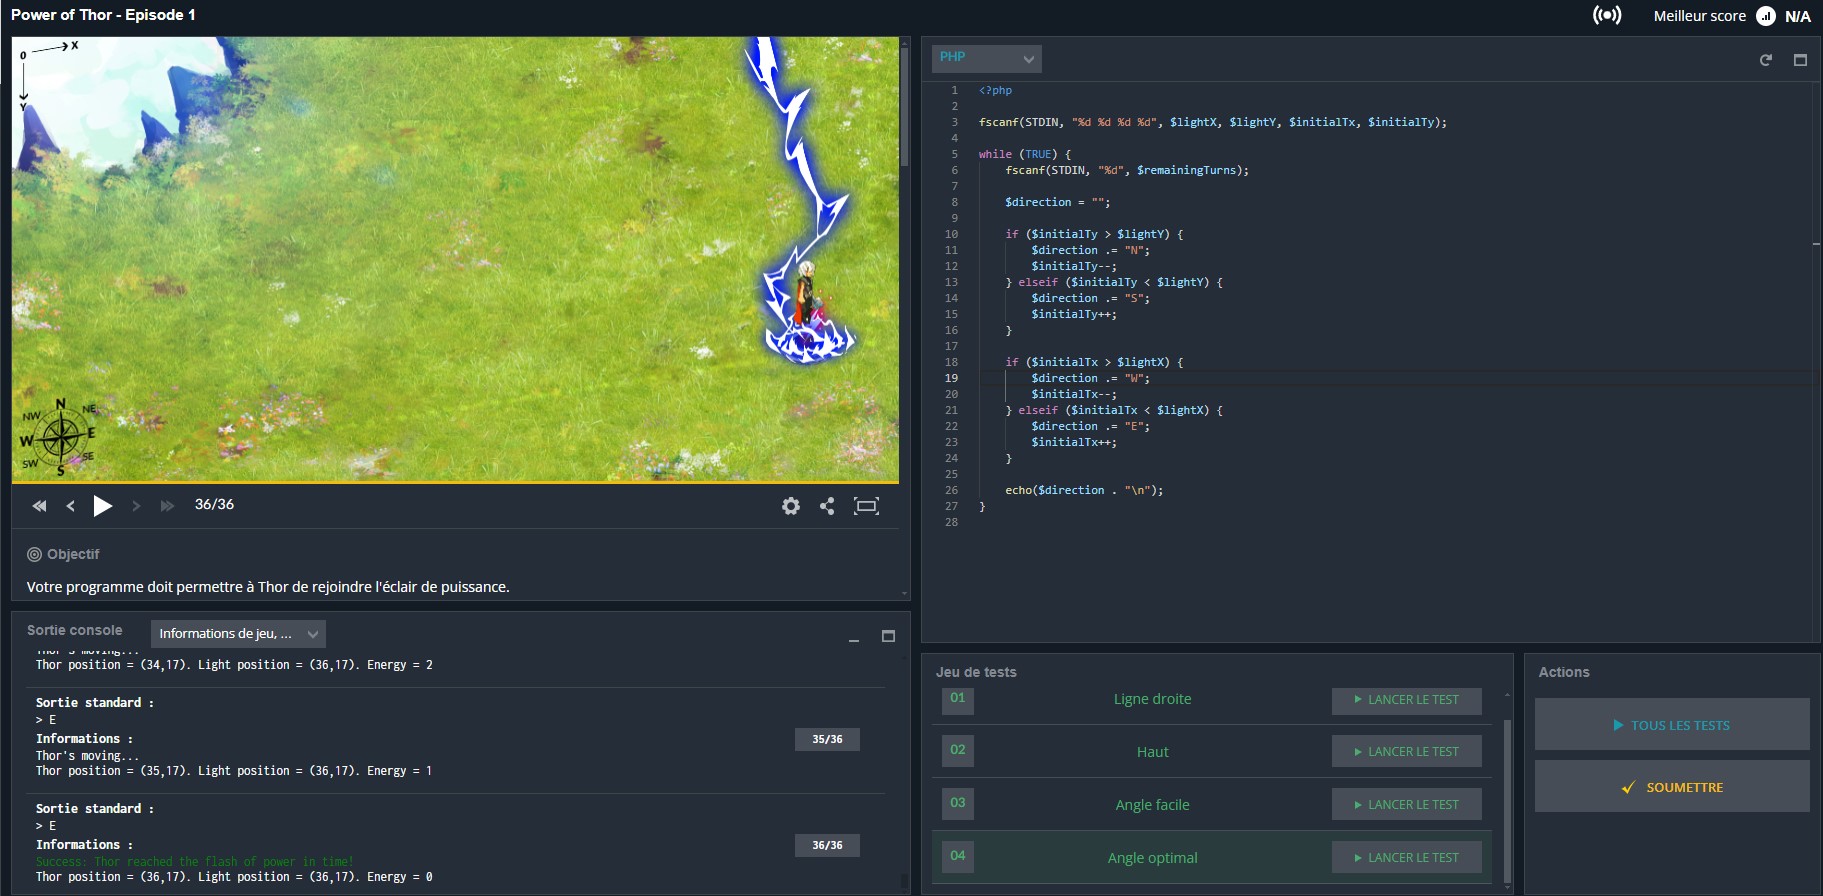 Power of Thor - Episode 1
Meilleur score N/A
0 X
Y
N
NW NE
W E
SW SE
S
36/36
Objectif
Votre programme doit permettre à Thor de rejoindre l'éclair de puissance.
Sortie console
Informations de jeu, ...
Thor's moving...
Thor position = (34,17). Light position = (36,17). Energy = 2
Sortie standard :
> E
Informations :
35/36
Thor's moving...
Thor position = (35,17). Light position = (36,17). Energy = 1
Sortie standard :
> E
Informations :
36/36
Success: Thor reached the flash of power in time!
Thor position = (36,17). Light position = (36,17). Energy = 0
PHP
1 <?php
2
3 fscanf(STDIN, "%d %d %d %d", $lightX, $lightY, $initialTx, $initialTy);
4
5 while (TRUE) {
6 fscanf(STDIN, "%d", $remainingTurns);
7
8 $direction = "";
9
10 if ($initialTy > $lightY) {
11 $direction .= "N";
12 $initialTy--;
13 } elseif ($initialTy < $lightY) {
14 $direction .= "S";
15 $initialTy++;
16 }
17
18 if ($initialTx > $lightX) {
19 $direction .= "W";
20 $initialTx--;
21 } elseif ($initialTx < $lightX) {
22 $direction .= "E";
23 $initialTx++;
24 }
25
26 echo($direction . "\n");
27 }
28
Jeu de tests
01 Ligne droite LANCER LE TEST
02 Haut LANCER LE TEST
03 Angle facile LANCER LE TEST
04 Angle optimal LANCER LE TEST
Actions
TOUS LES TESTS
SOUMETTRE